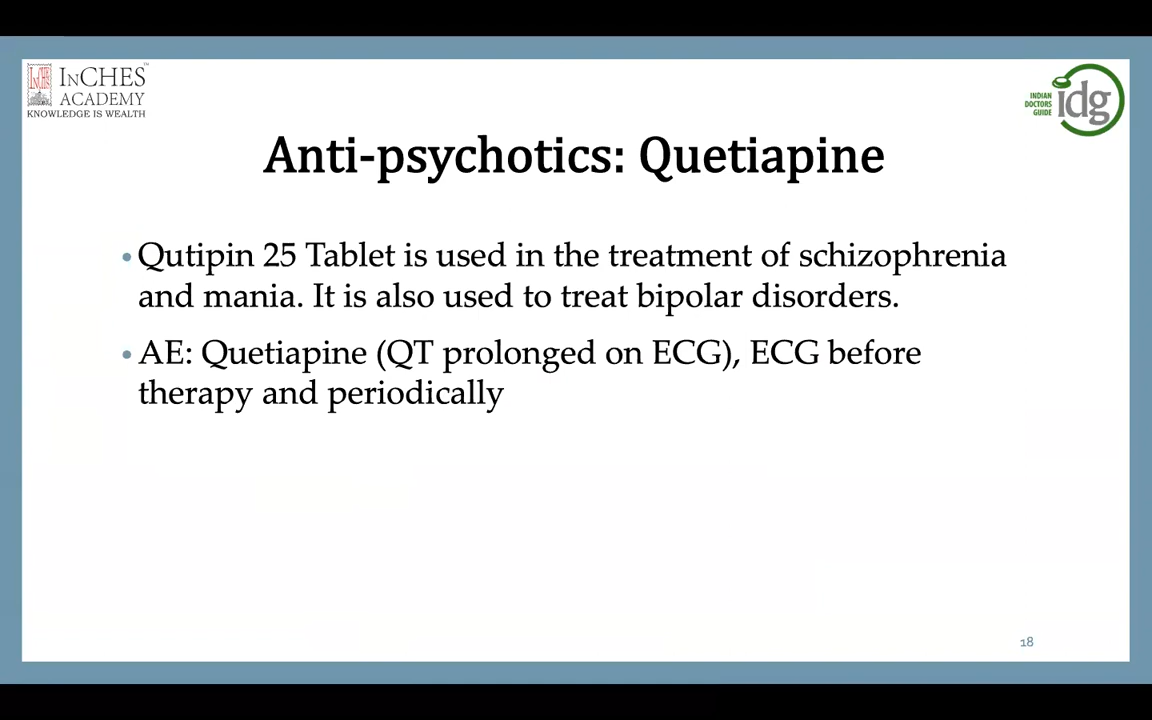 InCHES
ACADEMY
KNOWLEDGE IS WEALTH
INDIAN
DOCTORS
GUIDE
idg
Anti-psychotics: Quetiapine
•Qutipin 25 Tablet is used in the treatment of schizophrenia
and mania. It is also used to treat bipolar disorders.
•AE: Quetiapine (QT prolonged on ECG), ECG before
therapy and periodically
18